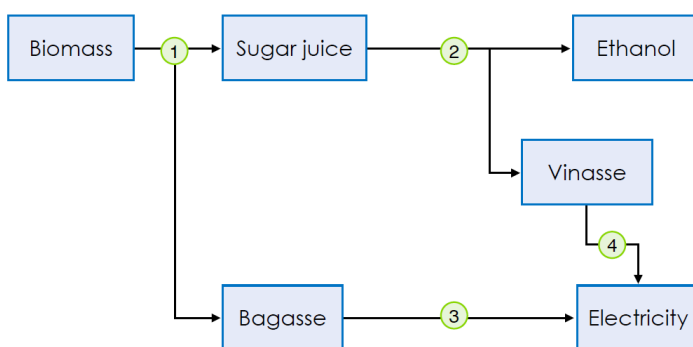 Biomass
1
Sugar juice
2
Ethanol
Vinasse
4
Bagasse
3
Electricity